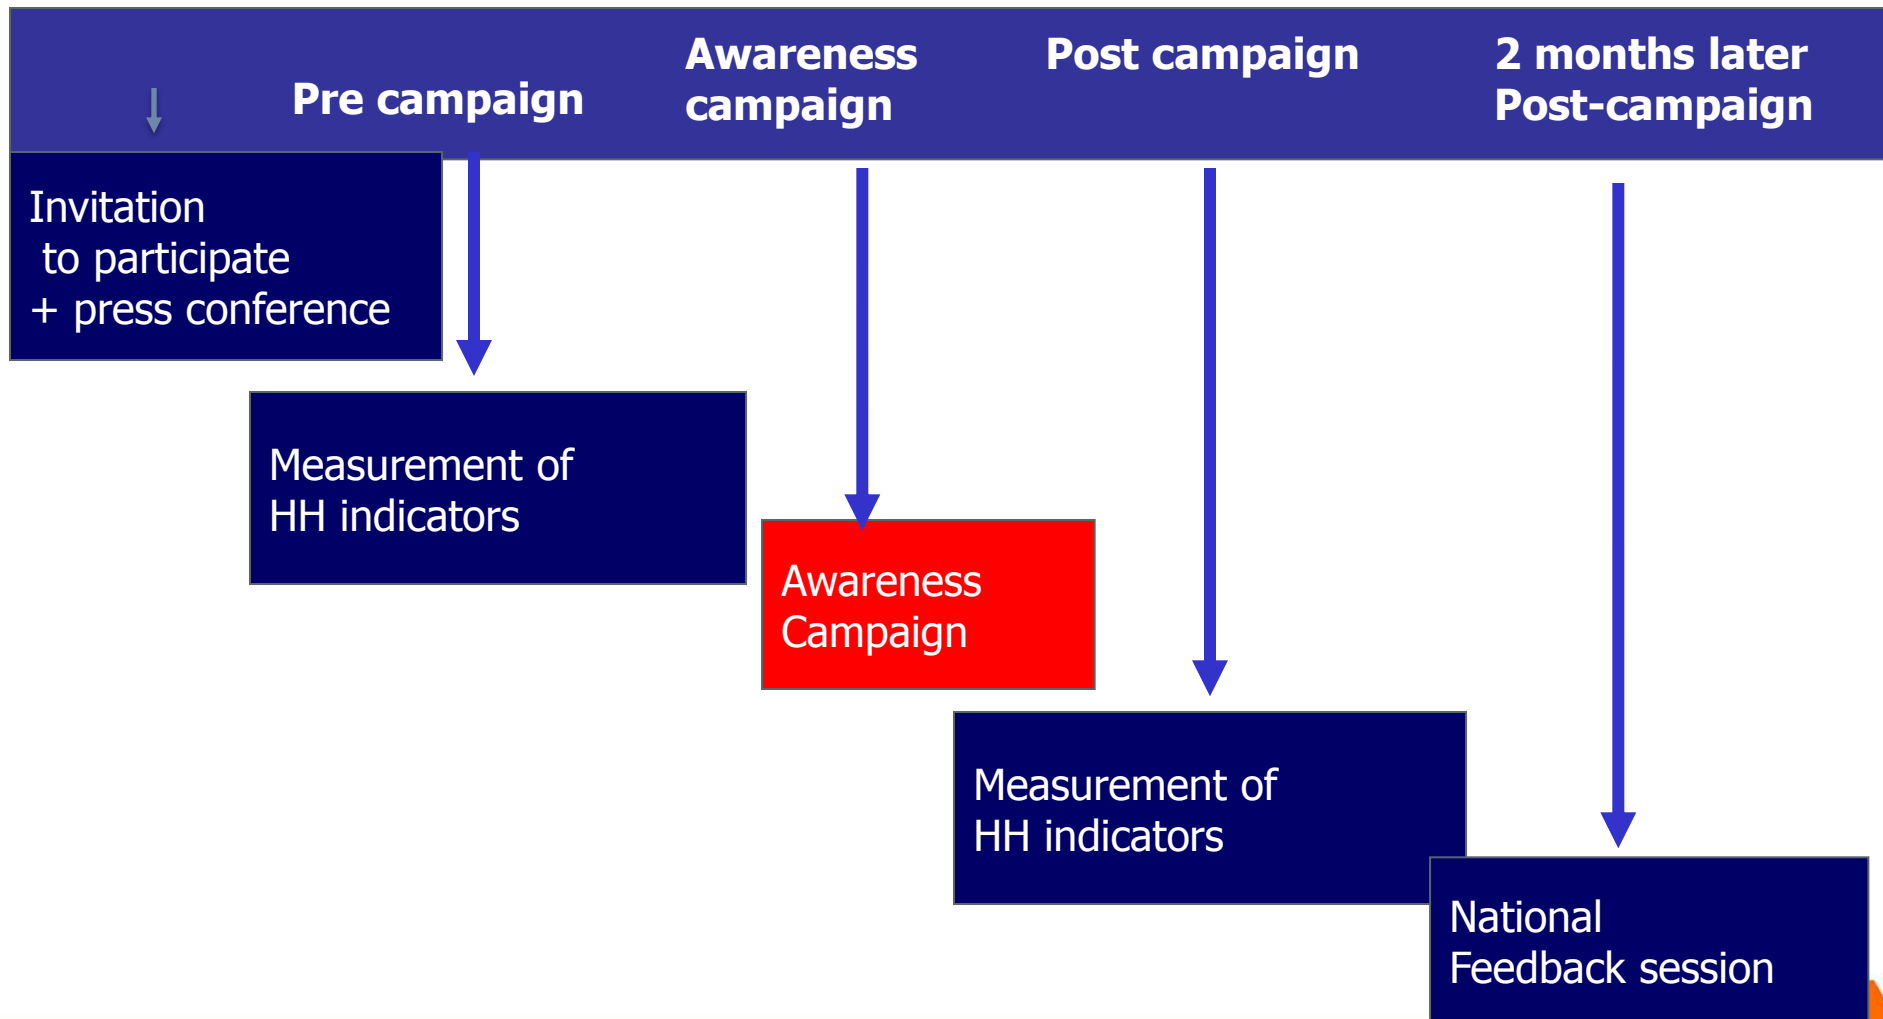 Pre campaign
Awareness
campaign
Post campaign
2 months later
Post-campaign
Invitation
to participate
+ press conference
Measurement of
HH indicators
Awareness
Campaign
Measurement of
HH indicators
National
Feedback session